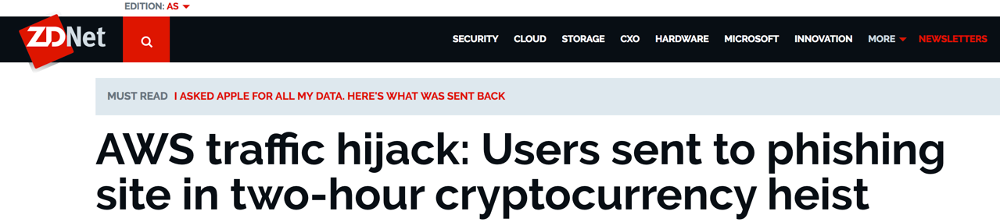 EDITION: AS
ZDNet
SECURITY CLOUD STORAGE CXO HARDWARE MICROSOFT INNOVATION MORE NEWSLETTERS
MUST READ I ASKED APPLE FOR ALL MY DATA. HERE'S WHAT WAS SENT BACK
AWS traffic hijack: Users sent to phishing
site in two-hour cryptocurrency heist